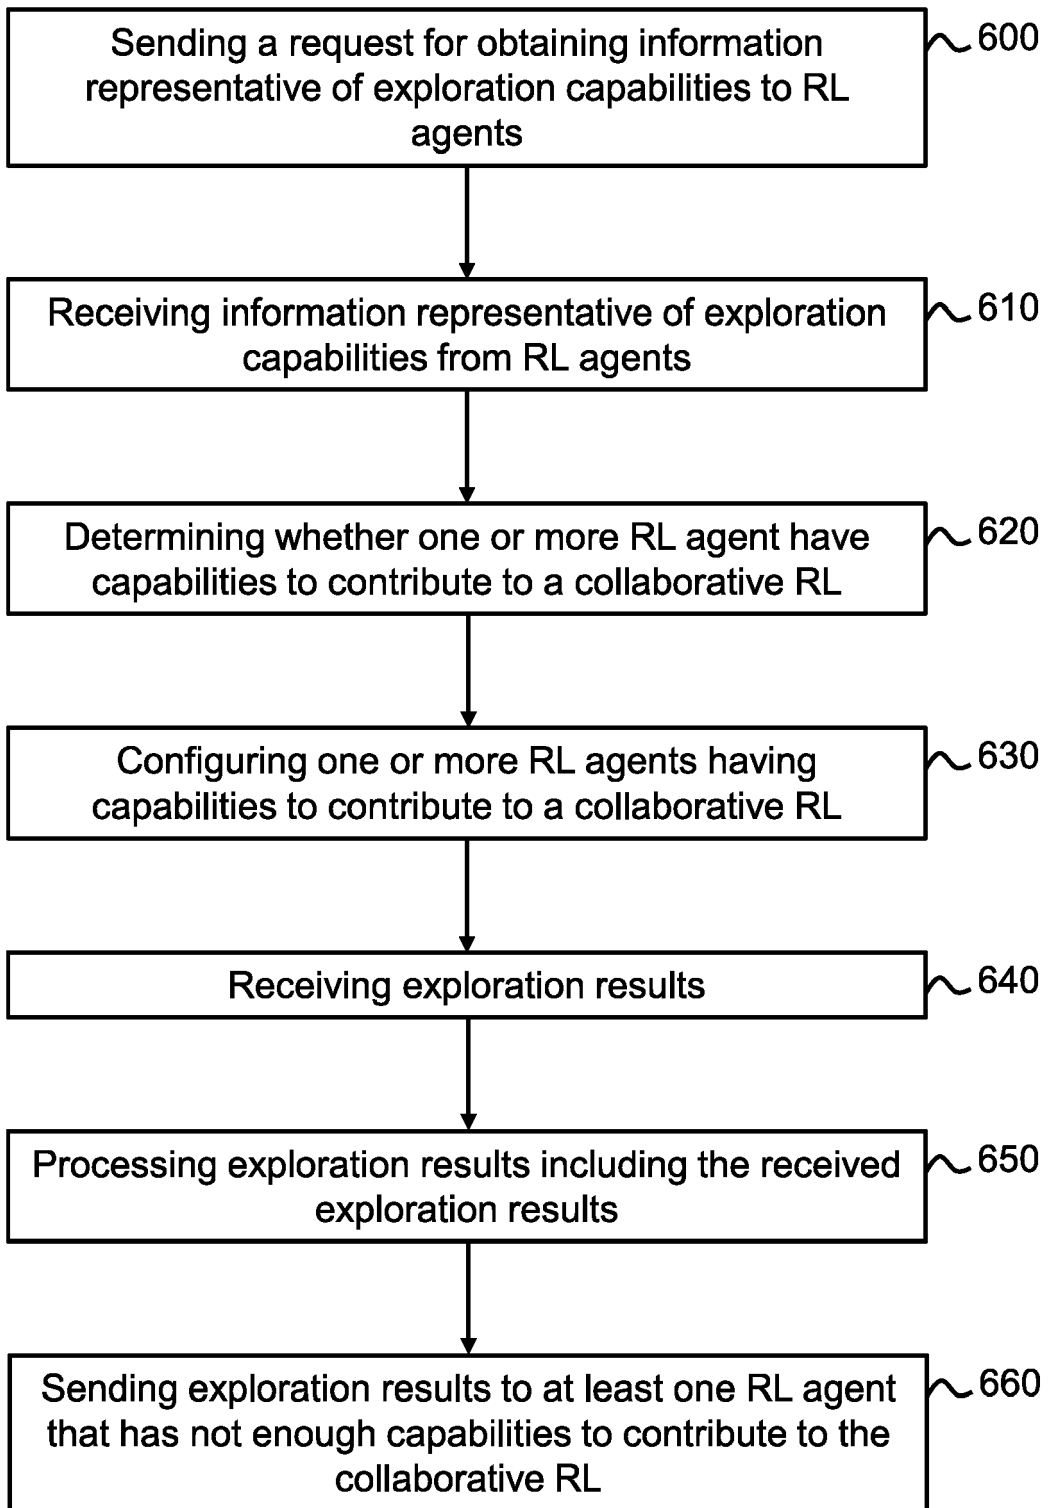 Sending a request for obtaining information
representative of exploration capabilities to RL
agents
600
Receiving information representative of exploration
capabilities from RL agents
610
Determining whether one or more RL agent have
capabilities to contribute to a collaborative RL
620
Configuring one or more RL agents having
capabilities to contribute to a collaborative RL
630
Receiving exploration results
640
Processing exploration results including the received
exploration results
650
Sending exploration results to at least one RL agent
that has not enough capabilities to contribute to the
collaborative RL
660